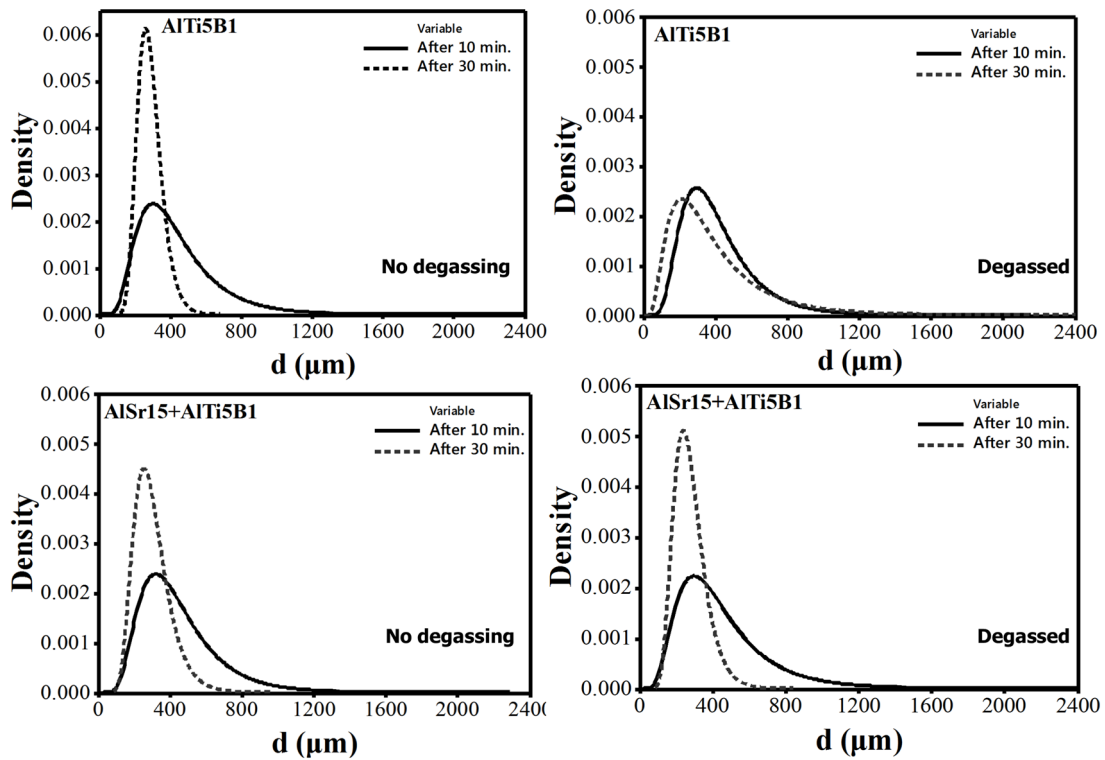 AlTi5B1
Variable
After 10 min.
After 30 min.
No degassing
0.006
0.005
0.004
0.003
0.002
0.001
0.000
Density
0 400 800 1200 1600 2000 2400
d (µm)
AlTi5B1
Variable
After 10 min.
After 30 min.
Degassed
0.006
0.005
0.004
0.003
0.002
0.001
0.000
Density
0 400 800 1200 1600 2000 2400
d (µm)
AlSr15+AlTi5B1
Variable
After 10 min.
After 30 min.
No degassing
0.006
0.005
0.004
0.003
0.002
0.001
0.000
Density
0 400 800 1200 1600 2000 2400
d (µm)
AlSr15+AlTi5B1
Variable
After 10 min.
After 30 min.
Degassed
0.006
0.005
0.004
0.003
0.002
0.001
0.000
Density
0 400 800 1200 1600 2000 2400
d (µm)